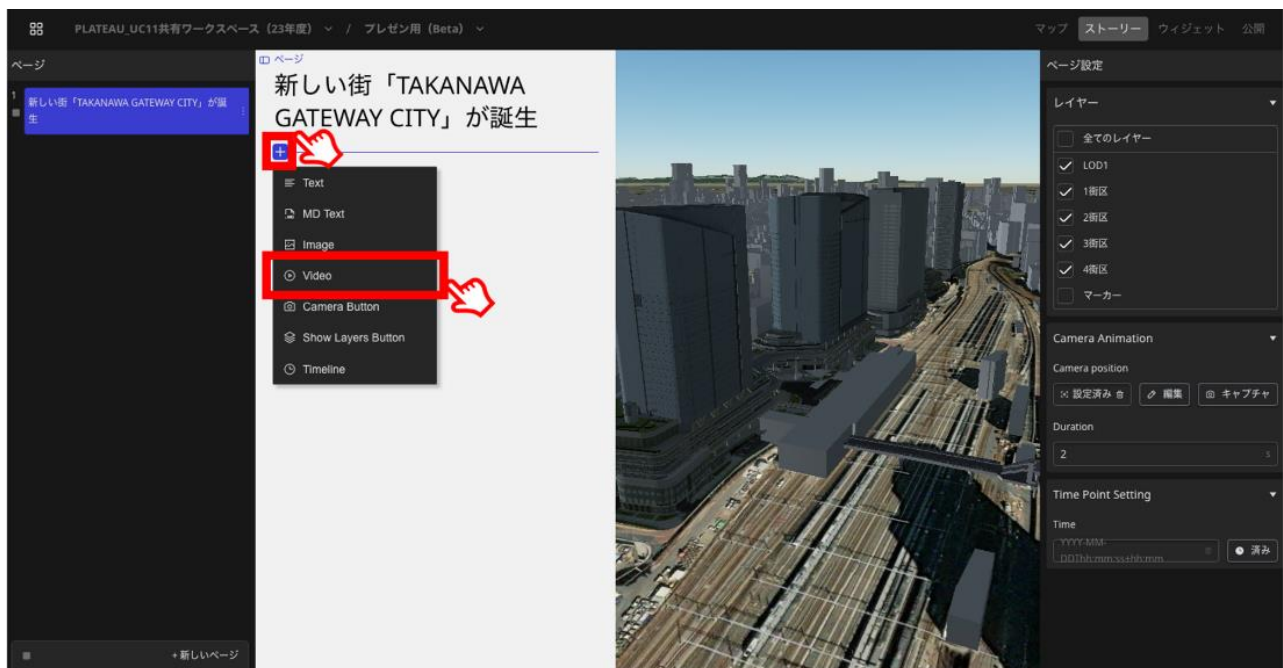 PLATEAU_UC11共有ワークスペース（23年度） / プレゼン用（Beta）
マップ ストーリー ウィジェット 公開
ページ
1
新しい街「TAKANAWA GATEWAY CITY」が誕
生
+ 新しいページ
ページ
新しい街「TAKANAWA
GATEWAY CITY」が誕生
Text
MD Text
Image
Video
Camera Button
Show Layers Button
Timeline
ページ設定
レイヤー
全てのレイヤー
LOD1
1街区
2街区
3街区
4街区
マーカー
Camera Animation
Camera position
設定済み 編集 キャプチャ
Duration
2 s
Time Point Setting
Time
YYYY-MM-
DDThh:mm:ss±hh:mm
済み